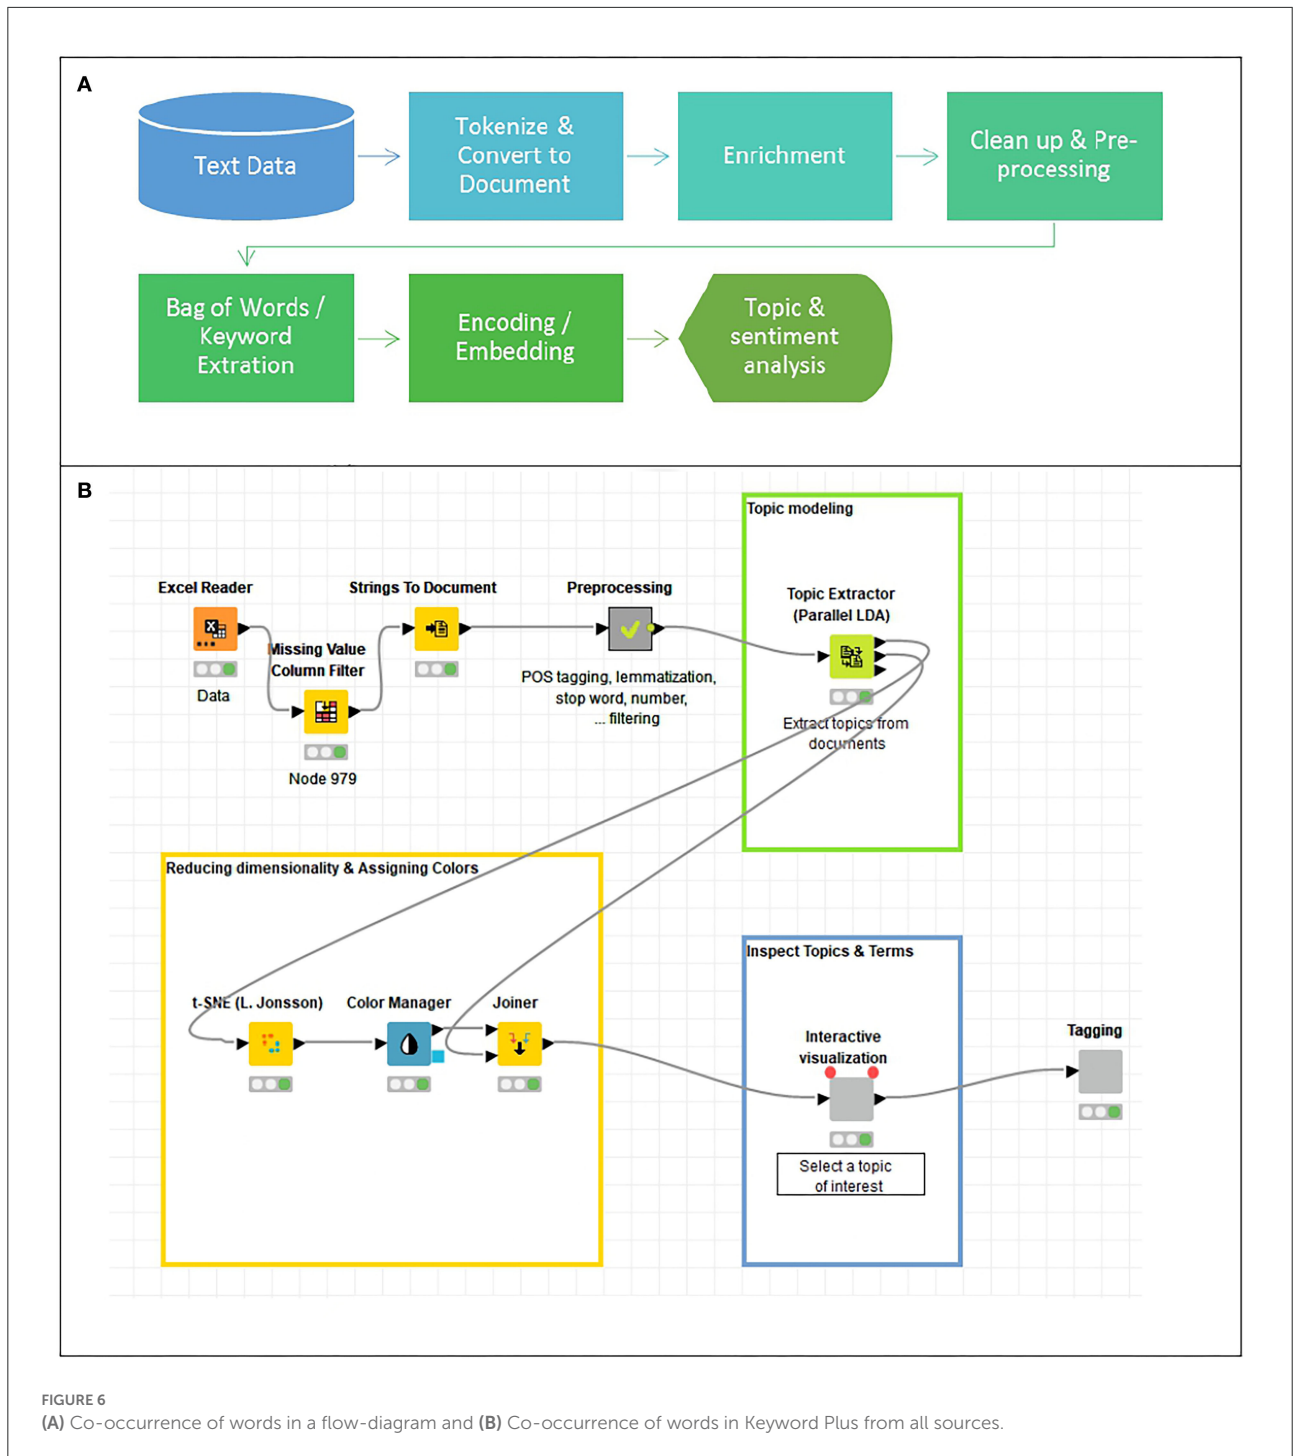 A
Text Data
Tokenize &
Convert to
Document
Enrichment
Clean up & Pre-
processing
Bag of Words /
Keyword
Extration
Encoding /
Embedding
Topic &
sentiment
analysis
B
Topic modeling
Excel Reader
Strings To Document
Preprocessing
Topic Extractor
(Parallel LDA)
Missing Value
Column Filter
Data
POS tagging, lemmatization,
stop word, number,
... filtering
Extract topics from
documents
Node 979
Reducing dimensionality & Assigning Colors
Inspect Topics & Terms
t-SNE (L. Jonsson)
Color Manager
Joiner
Interactive
visualization
Tagging
Select a topic
of interest
FIGURE 6
(A) Co-occurrence of words in a flow-diagram and (B) Co-occurrence of words in Keyword Plus from all sources.